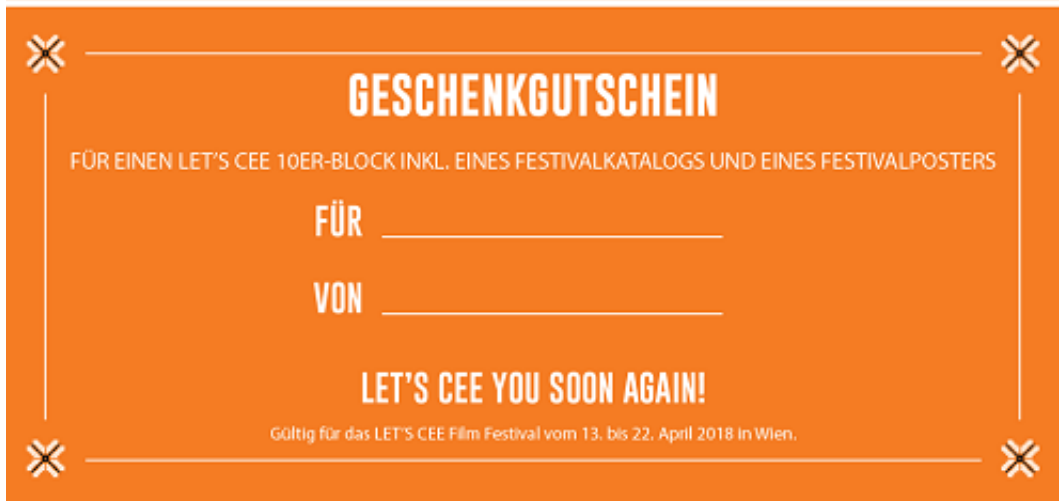 GESCHENKGUTSCHEIN
FÜR EINEN LET'S CEE 10ER-BLOCK INKL. EINES FESTIVALKATALOGS UND EINES FESTIVALPOSTERS
FÜR
VON
LET'S CEE YOU SOON AGAIN!
Gültig für das LET'S CEE Film Festival vom 13. bis 22. April 2018 in Wien.